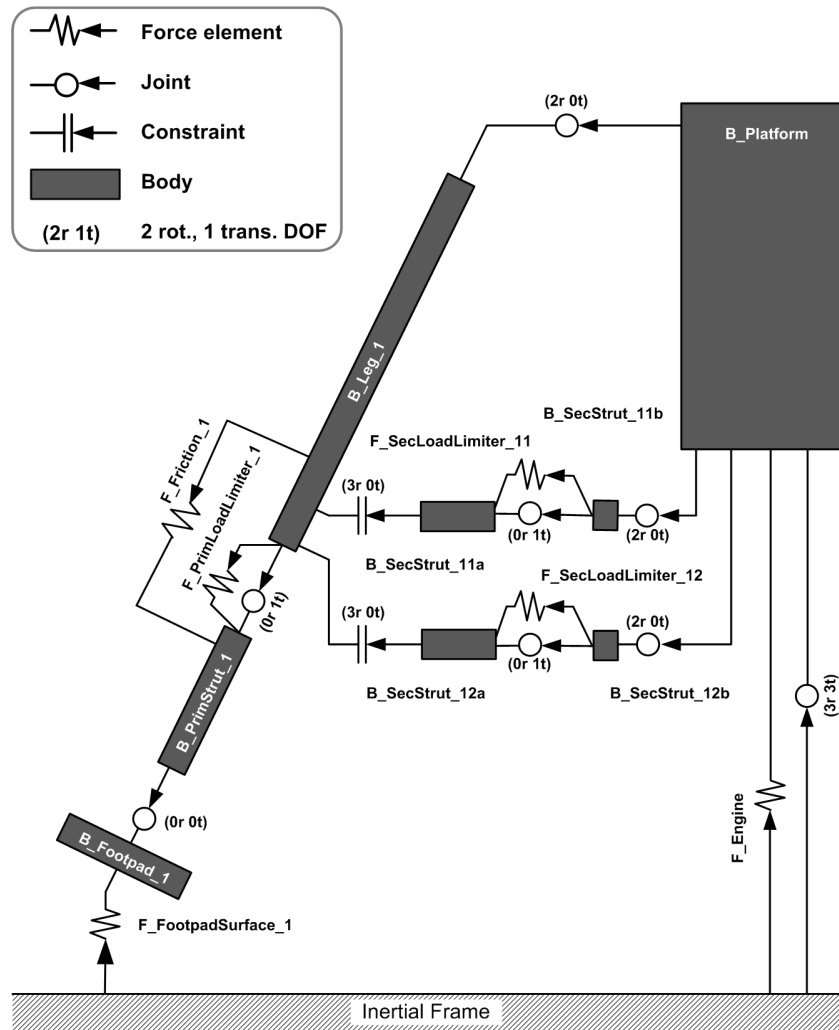 Force element
Joint
Constraint
Body
(2r 1t) 2 rot., 1 trans. DOF
(2r 0t)
B_Platform
B_Leg_1
B_SecStrut_11b
F_SecLoadLimiter_11
F_Friction_1
F_PrimLoadLimiter_1
(3r 0t)
(0r 1t)
(2r 0t)
B_SecStrut_11a
F_SecLoadLimiter_12
(0r 1t)
(3r 0t)
(2r 0t)
(0r 1t)
B_PrimStrut_1
B_SecStrut_12a
B_SecStrut_12b
(3r 3t)
(0r 0t)
F_Engine
B_Footpad_1
F_FootpadSurface_1
Inertial Frame